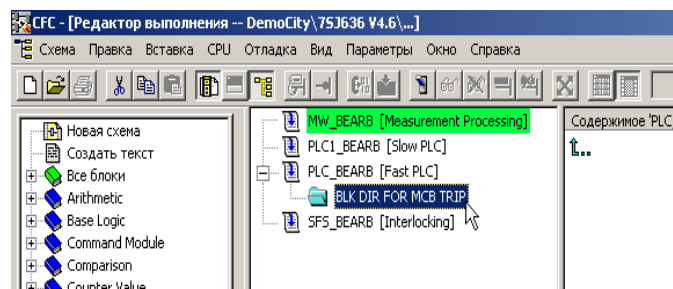 CFC - [Редактор выполнения -- DemoCity\7SJ636 V4.6\...]
Схема Правка Вставка CPU Отладка Вид Параметры Окно Справка
Новая схема
Создать текст
Все блоки
Arithmetic
Base Logic
Command Module
Comparison
Counter Value
MW_BEARB [Measurement Processing]
PLC1_BEARB [Slow PLC]
PLC_BEARB [Fast PLC]
BLK DIR FOR MCB TRIP
SFS_BEARB [Interlocking]
Содержимое 'PLC